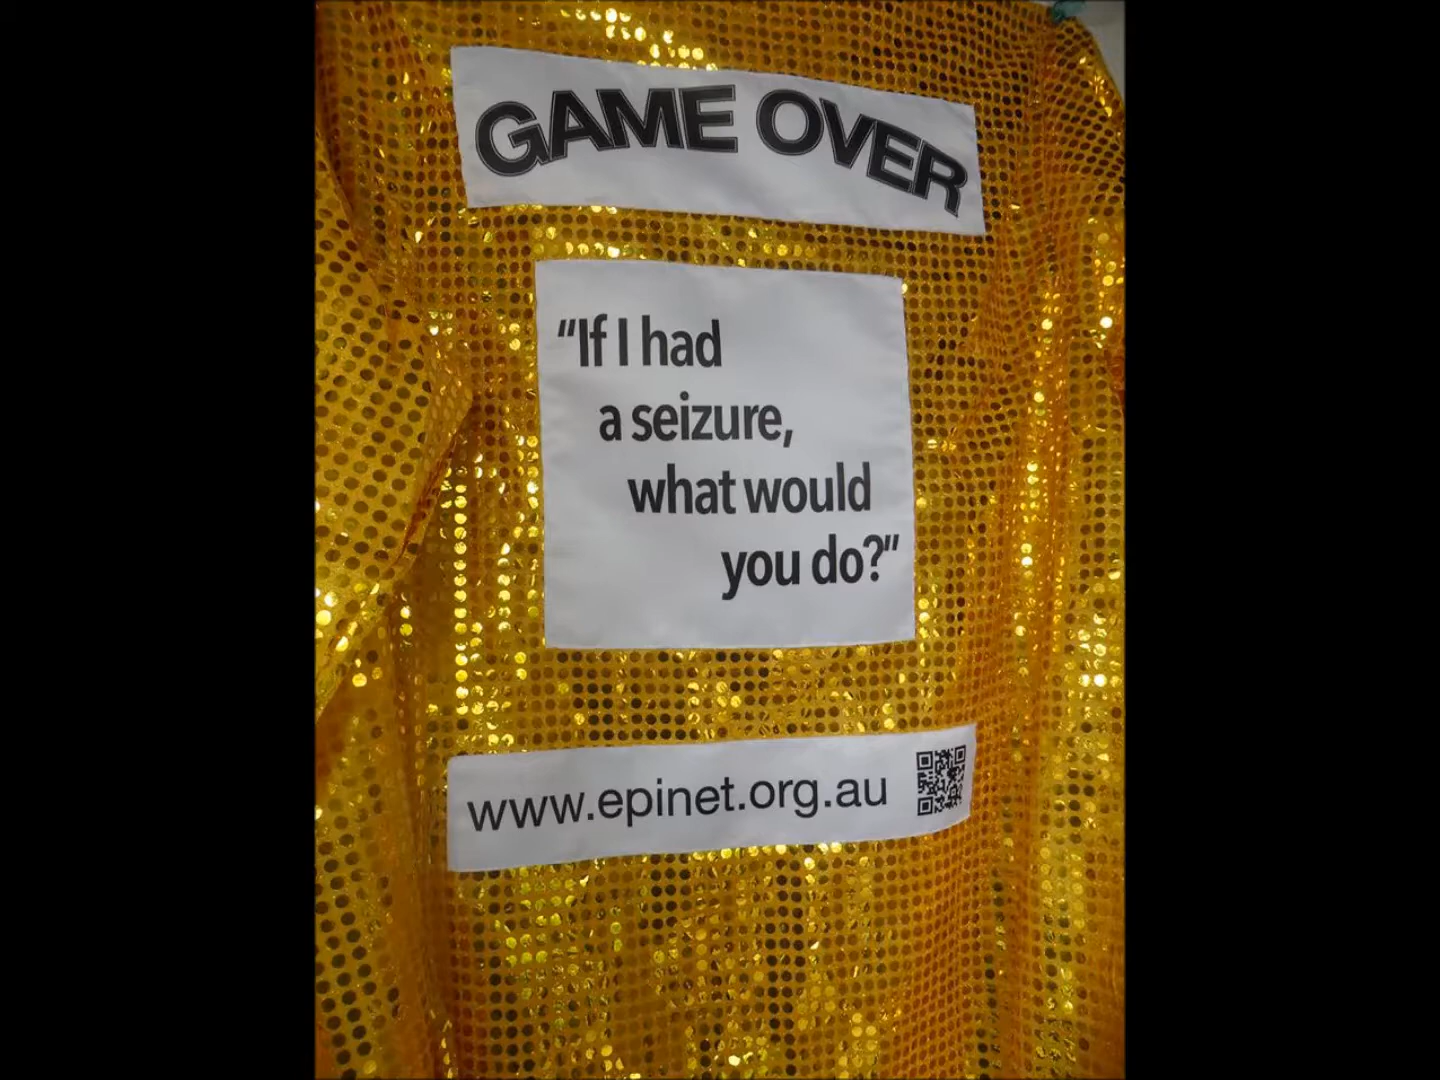 GAME OVER
“If I had
a seizure,
what would
you do?”
www.epinet.org.au